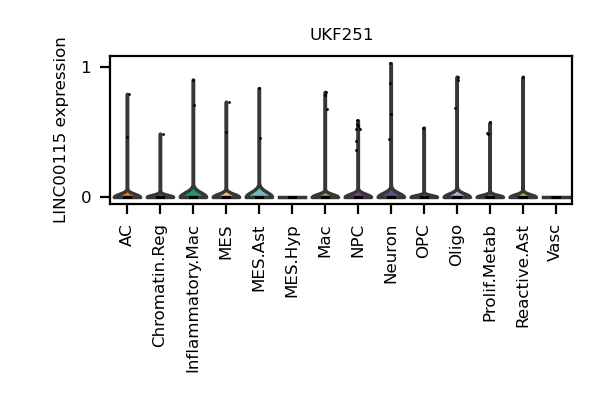 UKF251
LINC00115 expression
1
0
AC
Chromatin.Reg
Inflammatory.Mac
MES
MES.Ast
MES.Hyp
Mac
NPC
Neuron
OPC
Oligo
Prolif.Metab
Reactive.Ast
Vasc